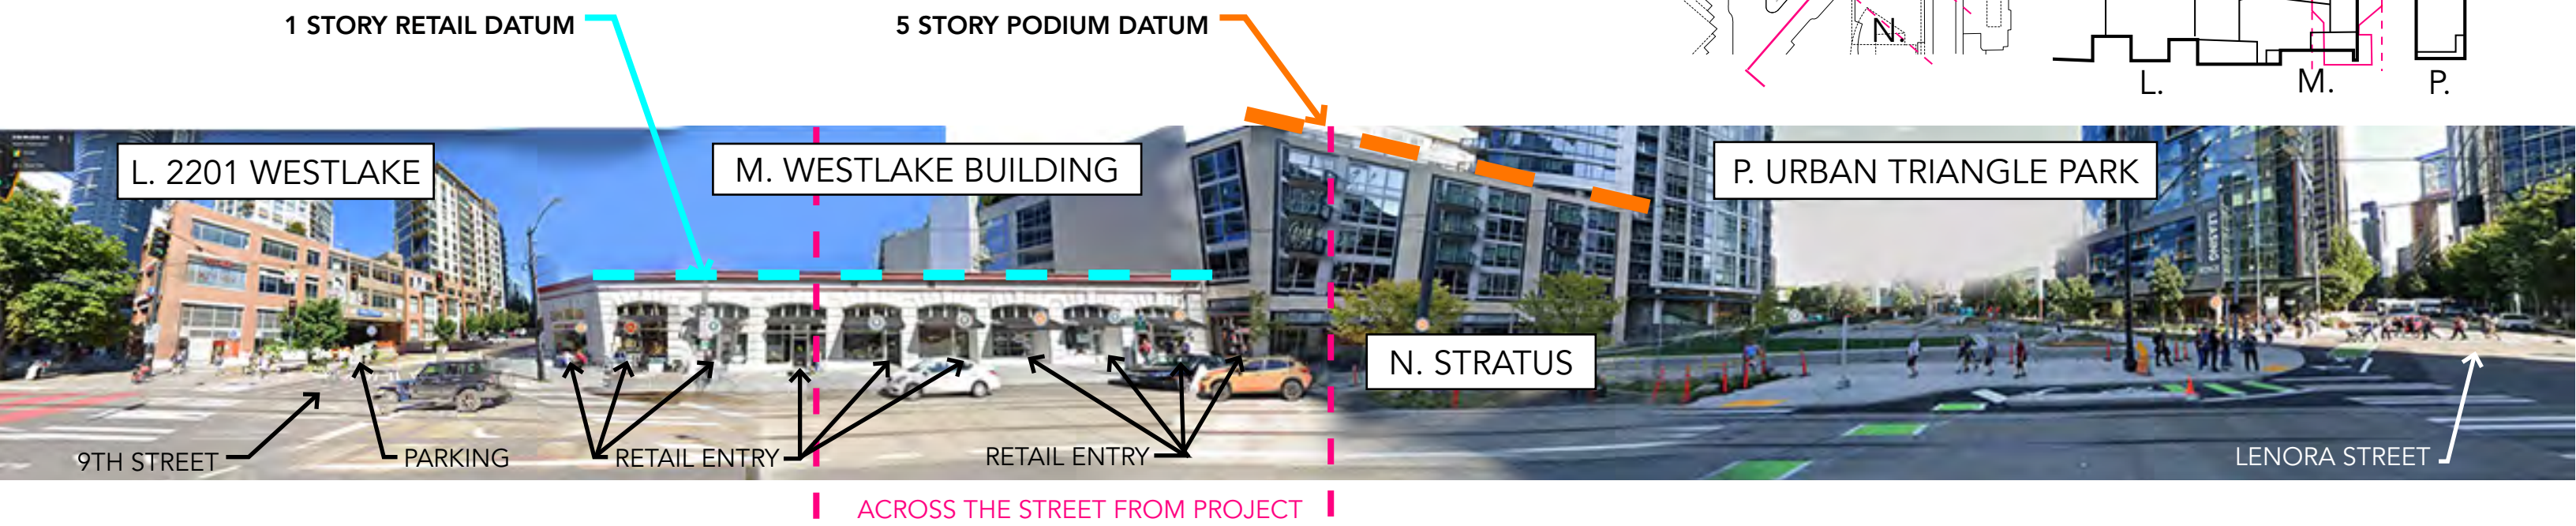 1 STORY RETAIL DATUM
5 STORY PODIUM DATUM
N.
L.
M.
P.
L. 2201 WESTLAKE
M. WESTLAKE BUILDING
P. URBAN TRIANGLE PARK
N. STRATUS
9TH STREET
PARKING
RETAIL ENTRY
RETAIL ENTRY
LENORA STREET
ACROSS THE STREET FROM PROJECT